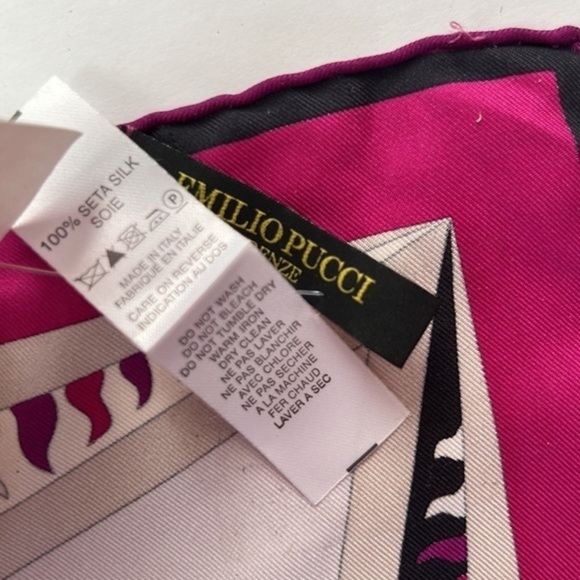 100% SETA SILK
SOIE
P
MADE IN ITALY
FABRIQUÉ EN ITALIE
CARE ON REVERSE
INDICATION AU DOS
EMILIO PUCCI
DO NOT WASH
DO NOT BLEACH
DO NOT TUMBLE DRY
WARM IRON
DRY CLEAN
NE PAS LAVER
NE PAS BLANCHIR
AVEC CHLORE
NE PAS SECHER
A LA MACHINE
FER CHAUD
LAVER A SEC